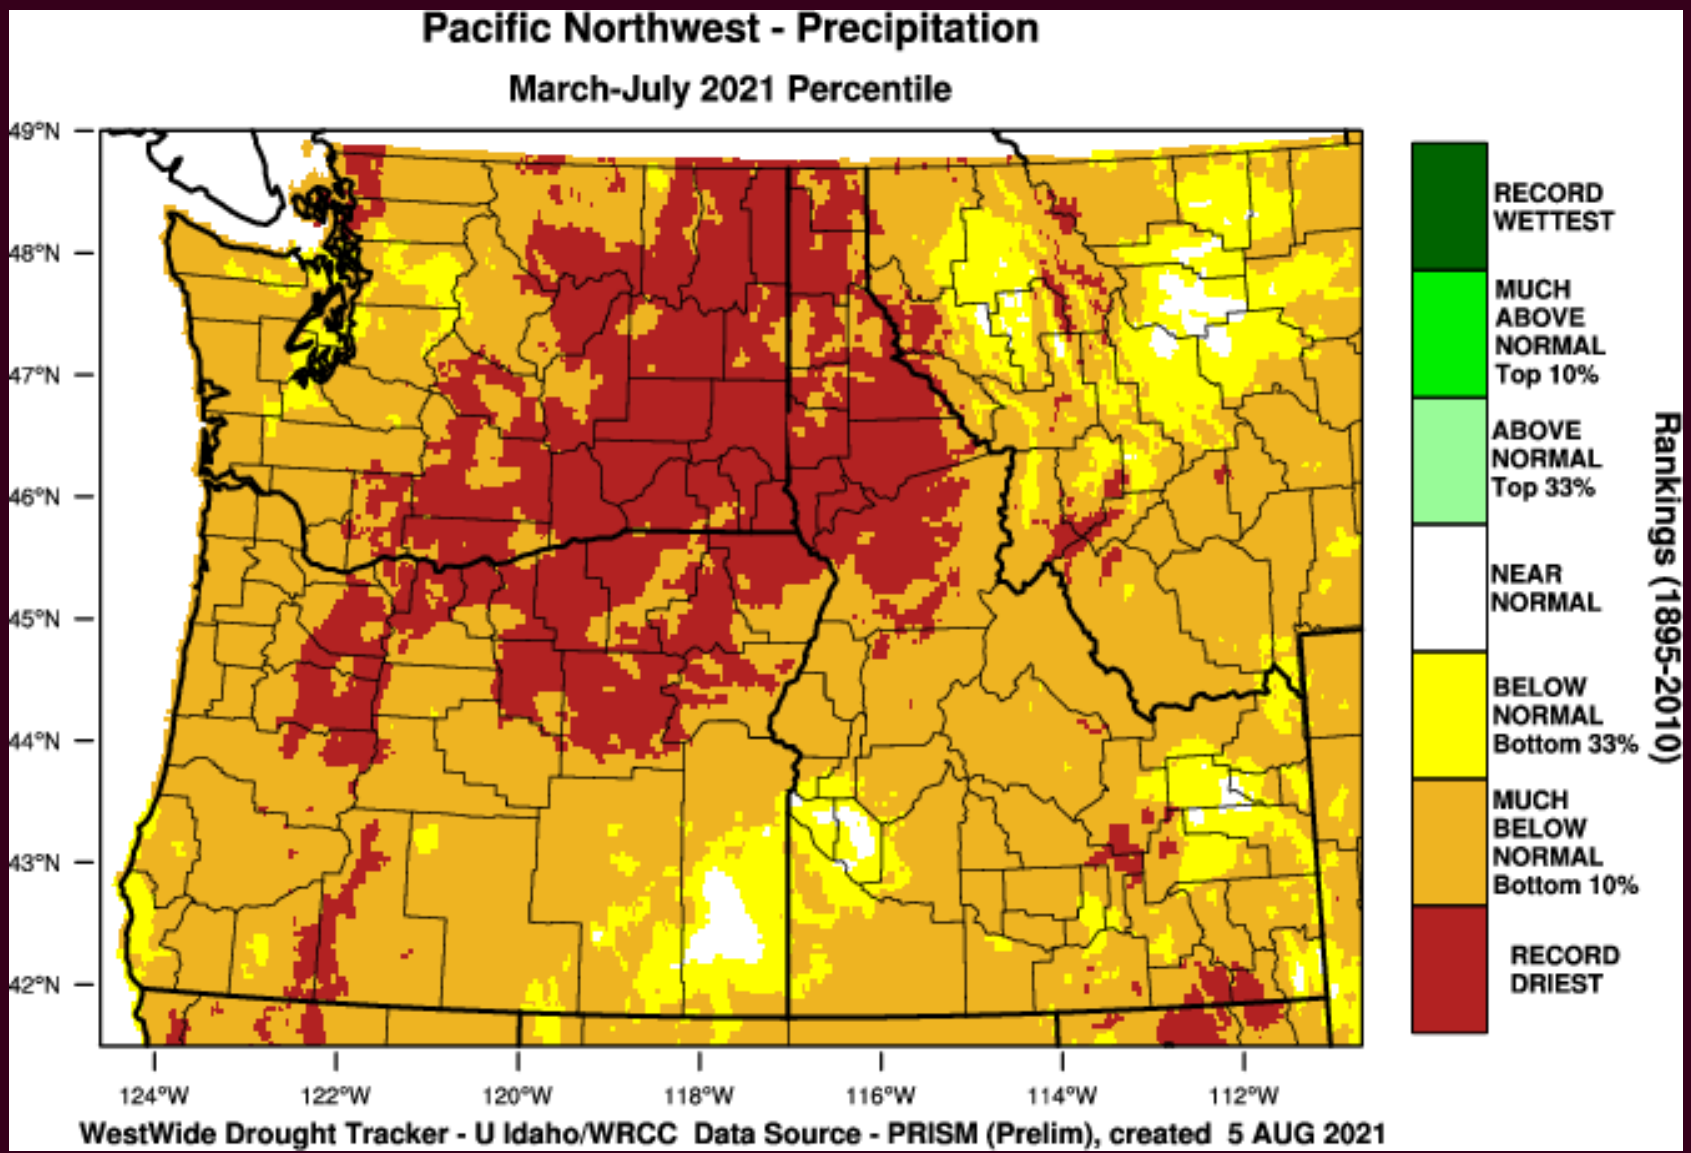 Pacific Northwest - Precipitation
March-July 2021 Percentile
49°N
48°N
47°N
46°N
45°N
44°N
43°N
42°N
124°W 122°W 120°W 118°W 116°W 114°W 112°W
RECORD
WETTEST
MUCH
ABOVE
NORMAL
Top 10%
ABOVE
NORMAL
Top 33%
NEAR
NORMAL
BELOW
NORMAL
Bottom 33%
MUCH
BELOW
NORMAL
Bottom 10%
RECORD
DRIEST
Rankings (1895-2010)
WestWide Drought Tracker - U Idaho/WRCC Data Source - PRISM (Prelim), created 5 AUG 2021